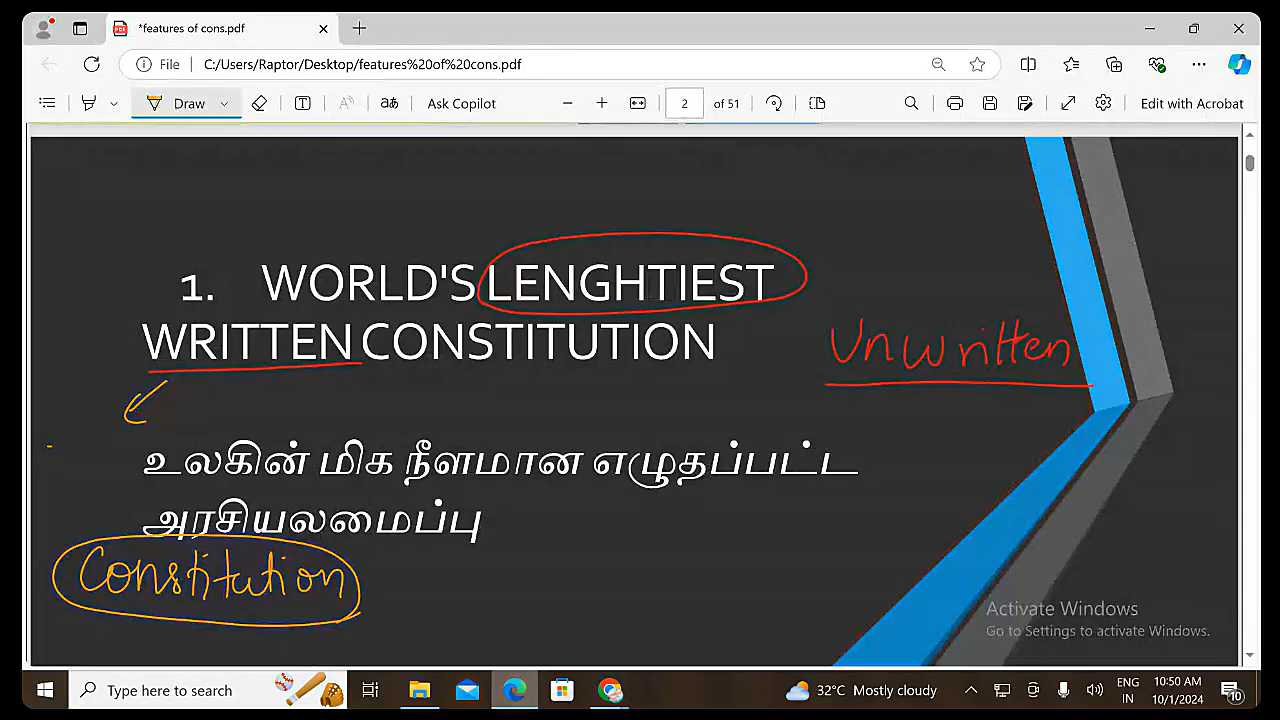 *features of cons.pdf
File C:/Users/Raptor/Desktop/features%20of%20cons.pdf
Draw Ask Copilot 2 of 51 Edit with Acrobat
1. WORLD'S LENGHTIEST
WRITTEN CONSTITUTION
Unwritten
உலகின் மிக நீளமான எழுதப்பட்ட
அரசியலமைப்பு
Constitution
Activate Windows
Go to Settings to activate Windows.
Type here to search 32°C Mostly cloudy ENG IN 10:50 AM 10/1/2024 10